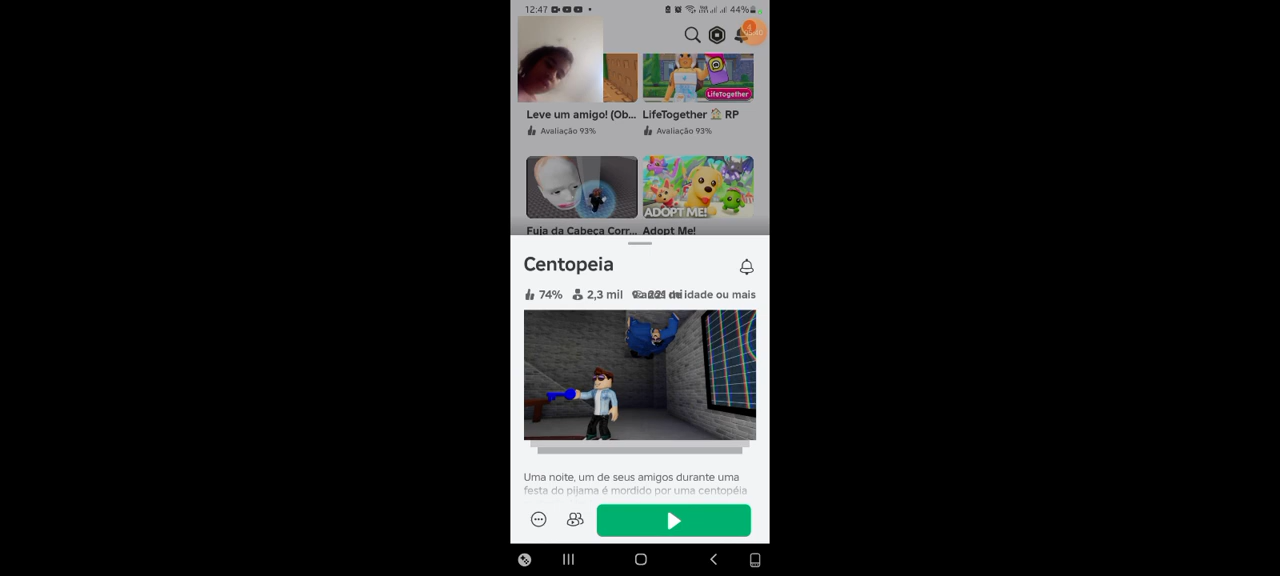 12:47
44%
LifeTogether
Leve um amigo! (Ob... LifeTogether 🏠 RP
Avaliação 93% Avaliação 93%
ADOPT ME!
Fuja da Cabeça Corr... Adopt Me!
Centopeia
74% 2,3 mil idade ou mais
Uma noite, um de seus amigos durante uma
festa do pijama é mordido por uma centopéia